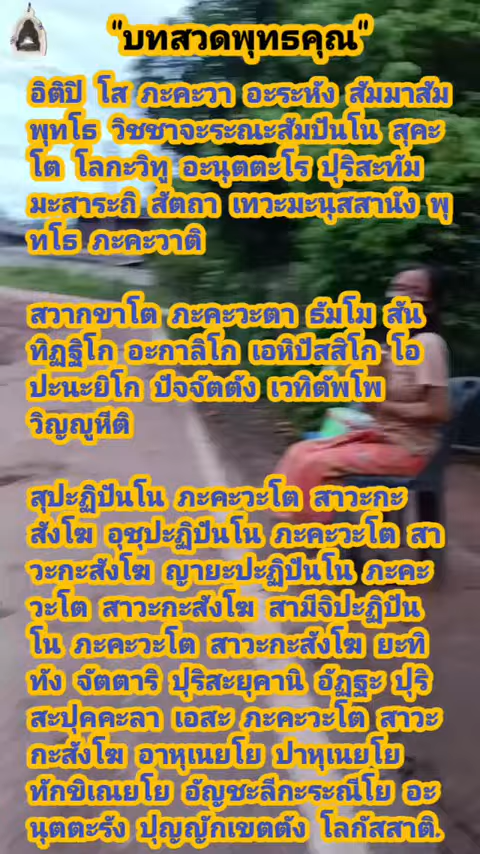 "บทสวดพุทธคุณ"
อิติปิ โส ภะคะวา อะระหัง สัมมาสัม
พุทโธ วิชชาจะระณะสัมปันโน สุคะ
โต โลกะวิทู อะนุตตะโร ปุริสะทัม
มะสาระถิ สัตถา เทวะมะนุสสานัง พุ
ทโธ ภะคะวาติ
สวากขาโต ภะคะวะตา ธัมโม สัน
ทิฏฐิโก อะกาลิโก เอหิปัสสิโก โอ
ปะนะยิโก ปัจจัตตัง เวทิตัพโพ
วิญญูหีติ
สุปะฏิปันโน ภะคะวะโต สาวะกะ
สังโฆ อุชุปะฏิปันโน ภะคะวะโต สา
วะกะสังโฆ ญายะปะฏิปันโน ภะคะ
วะโต สาวะกะสังโฆ สามีจิปะฏิปัน
โน ภะคะวะโต สาวะกะสังโฆ ยะทิ
ทัง จัตตาริ ปุริสะยุคานิ อัฏฐะ ปุริ
สะปุคคะลา เอสะ ภะคะวะโต สาวะ
กะสังโฆ อาหุเนยโย ปาหุเนยโย
ทักขิเณยโย อัญชะลีกะระณีโย อะ
นุตตะรัง ปุญญักเขตตัง โลกัสสาติ.